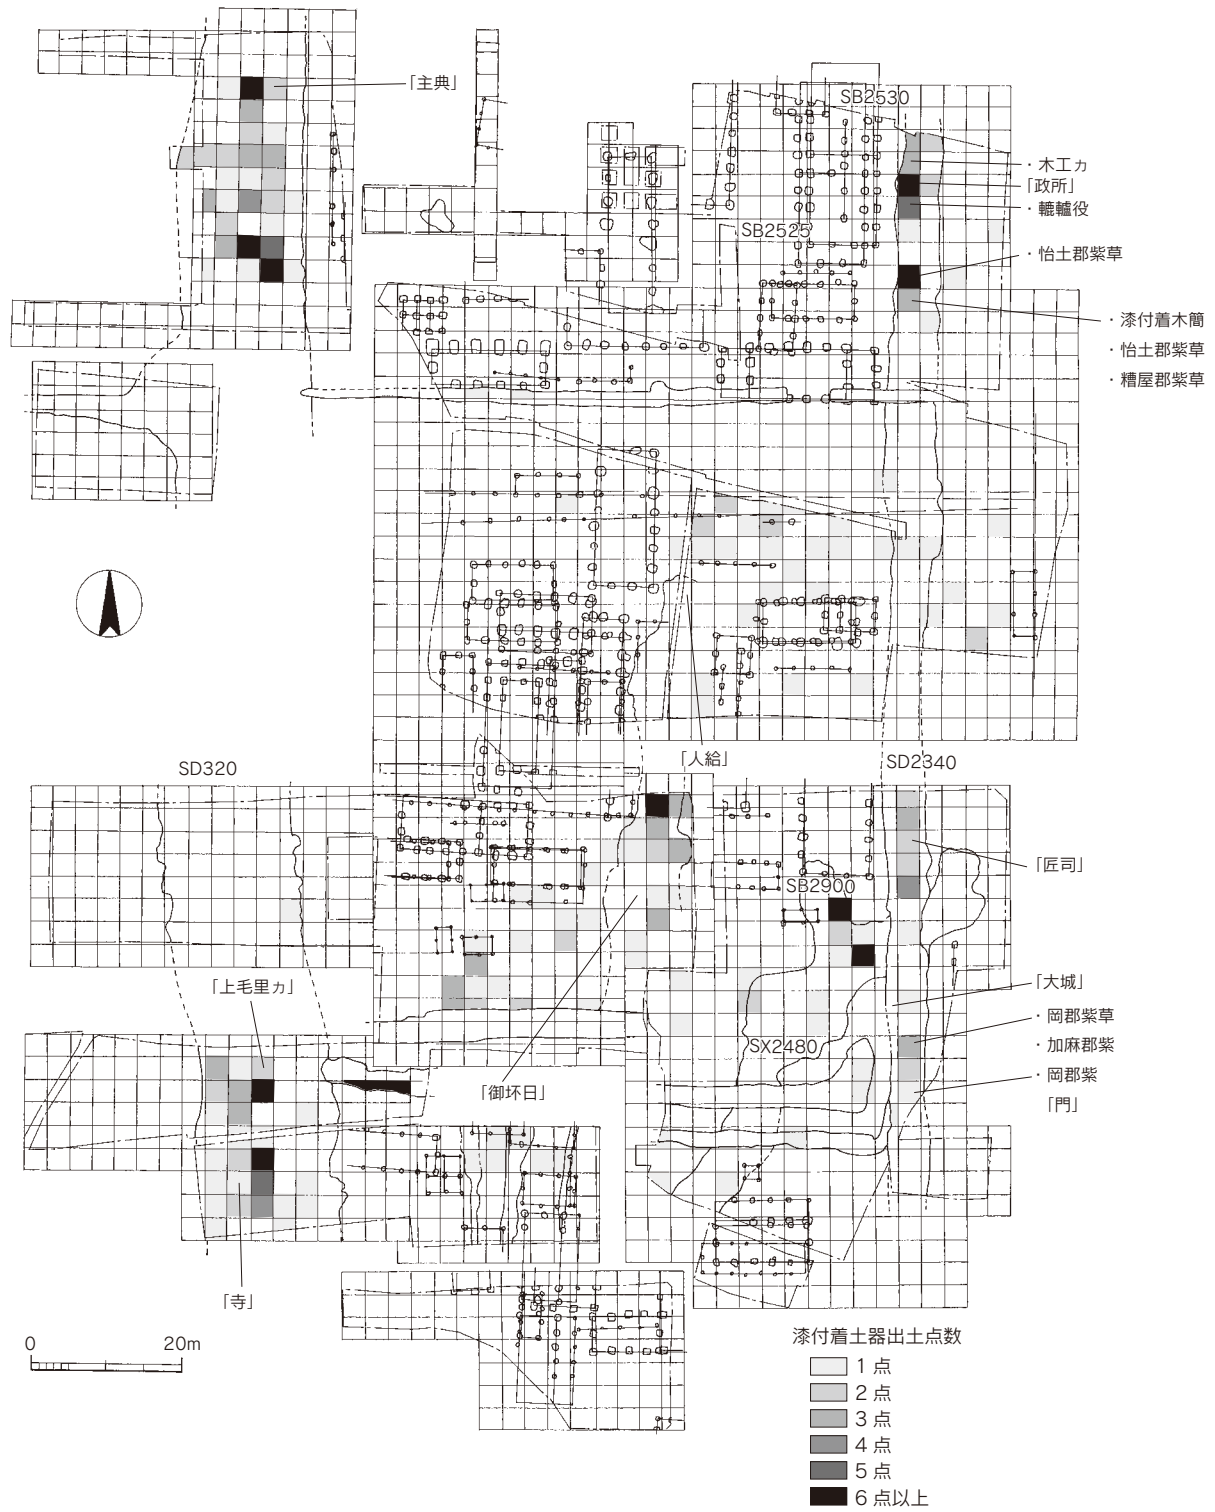 「主典」
SB2530
・木工ヵ
「政所」
・轆轤役
SB2525
・怡土郡紫草
・漆付着木簡
・怡土郡紫草
・糟屋郡紫草
「人給」
SD320
SD2340
「匠司」
SB2900
「大城」
「上毛里ヵ」
・岡郡紫草
SX2480
・加麻郡紫
「御坏日」
・岡郡紫
「門」
「寺」
0 20m
漆付着土器出土点数
1点
2点
3点
4点
5点
6点以上